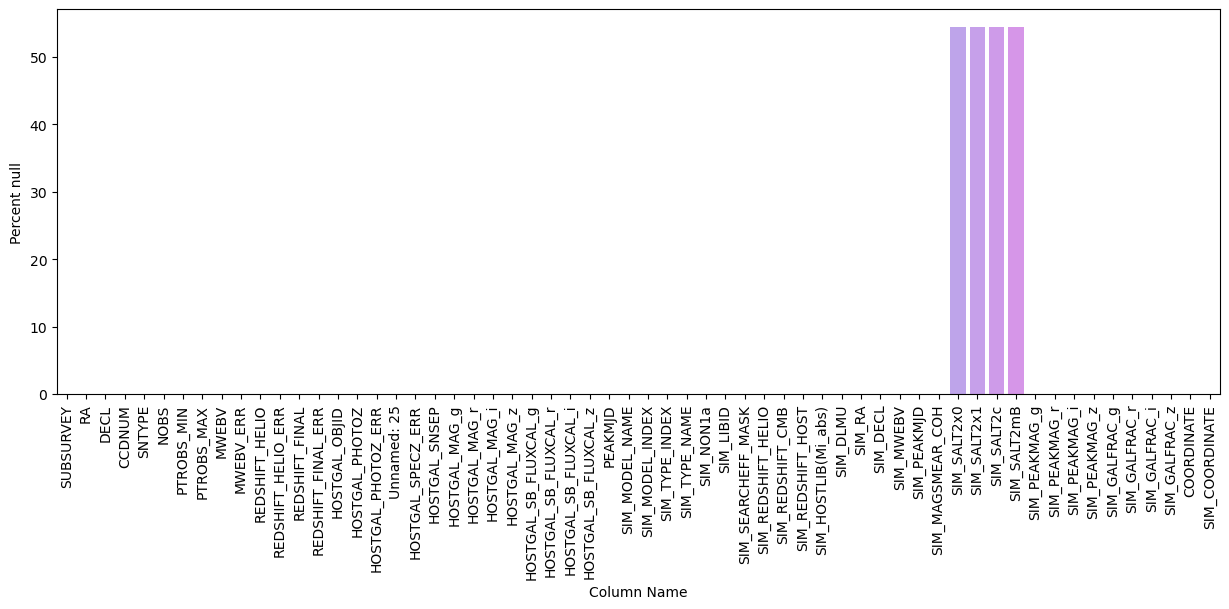 50
40
30
20
10
0
Percent null
SUBSURVEY
RA
DECL
CCDNUM
SNTYPE
NOBS
PTROBS_MIN
PTROBS_MAX
MWEBV
MWEBV_ERR
REDSHIFT_HELIO
REDSHIFT_HELIO_ERR
REDSHIFT_FINAL
REDSHIFT_FINAL_ERR
HOSTGAL_OBJID
HOSTGAL_PHOTOZ
HOSTGAL_PHOTOZ_ERR
Unnamed: 25
HOSTGAL_SPECZ_ERR
HOSTGAL_SNSEP
HOSTGAL_MAG_g
HOSTGAL_MAG_r
HOSTGAL_MAG_i
HOSTGAL_MAG_z
HOSTGAL_SB_FLUXCAL_g
HOSTGAL_SB_FLUXCAL_r
HOSTGAL_SB_FLUXCAL_i
HOSTGAL_SB_FLUXCAL_z
PEAKMJD
SIM_MODEL_NAME
SIM_MODEL_INDEX
SIM_TYPE_INDEX
SIM_TYPE_NAME
SIM_NON1a
SIM_LIBID
SIM_SEARCHEFF_MASK
SIM_REDSHIFT_HELIO
SIM_REDSHIFT_CMB
SIM_REDSHIFT_HOST
SIM_HOSTLIB(Mi_abs)
SIM_DLMU
SIM_RA
SIM_DECL
SIM_MWEBV
SIM_PEAKMJD
SIM_MAGSMEAR_COH
SIM_SALT2x0
SIM_SALT2x1
SIM_SALT2c
SIM_SALT2mB
SIM_PEAKMAG_g
SIM_PEAKMAG_r
SIM_PEAKMAG_i
SIM_PEAKMAG_z
SIM_GALFRAC_g
SIM_GALFRAC_r
SIM_GALFRAC_i
SIM_GALFRAC_z
COORDINATE
SIM_COORDINATE
Column Name